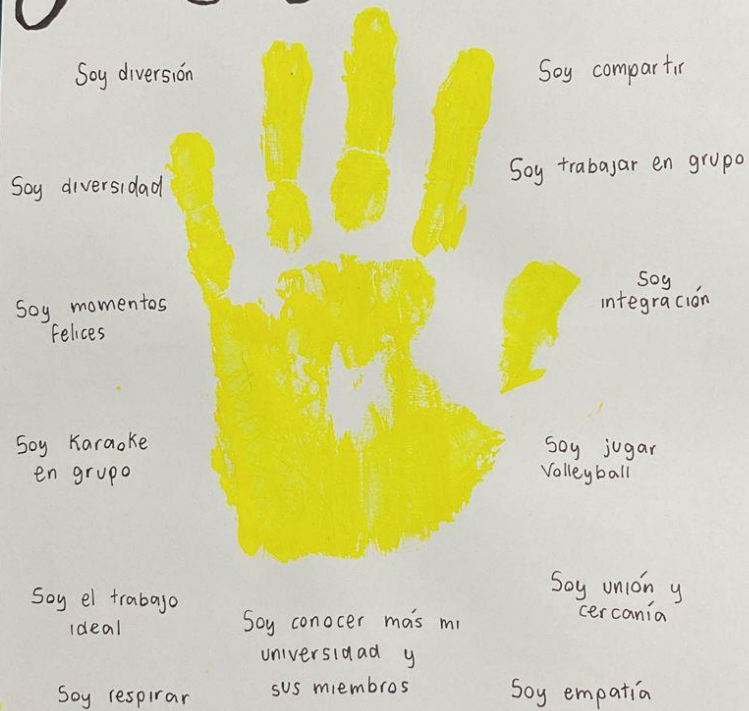 Soy diversión
Soy compartir
Soy diversidad
Soy trabajar en grupo
Soy momentos
felices
Soy
integración
Soy Karaoke
en grupo
Soy jugar
Volleyball
Soy el trabajo
ideal
Soy conocer más mi
universidad y
sus miembros
Soy unión y
cercanía
Soy respirar
Soy empatía